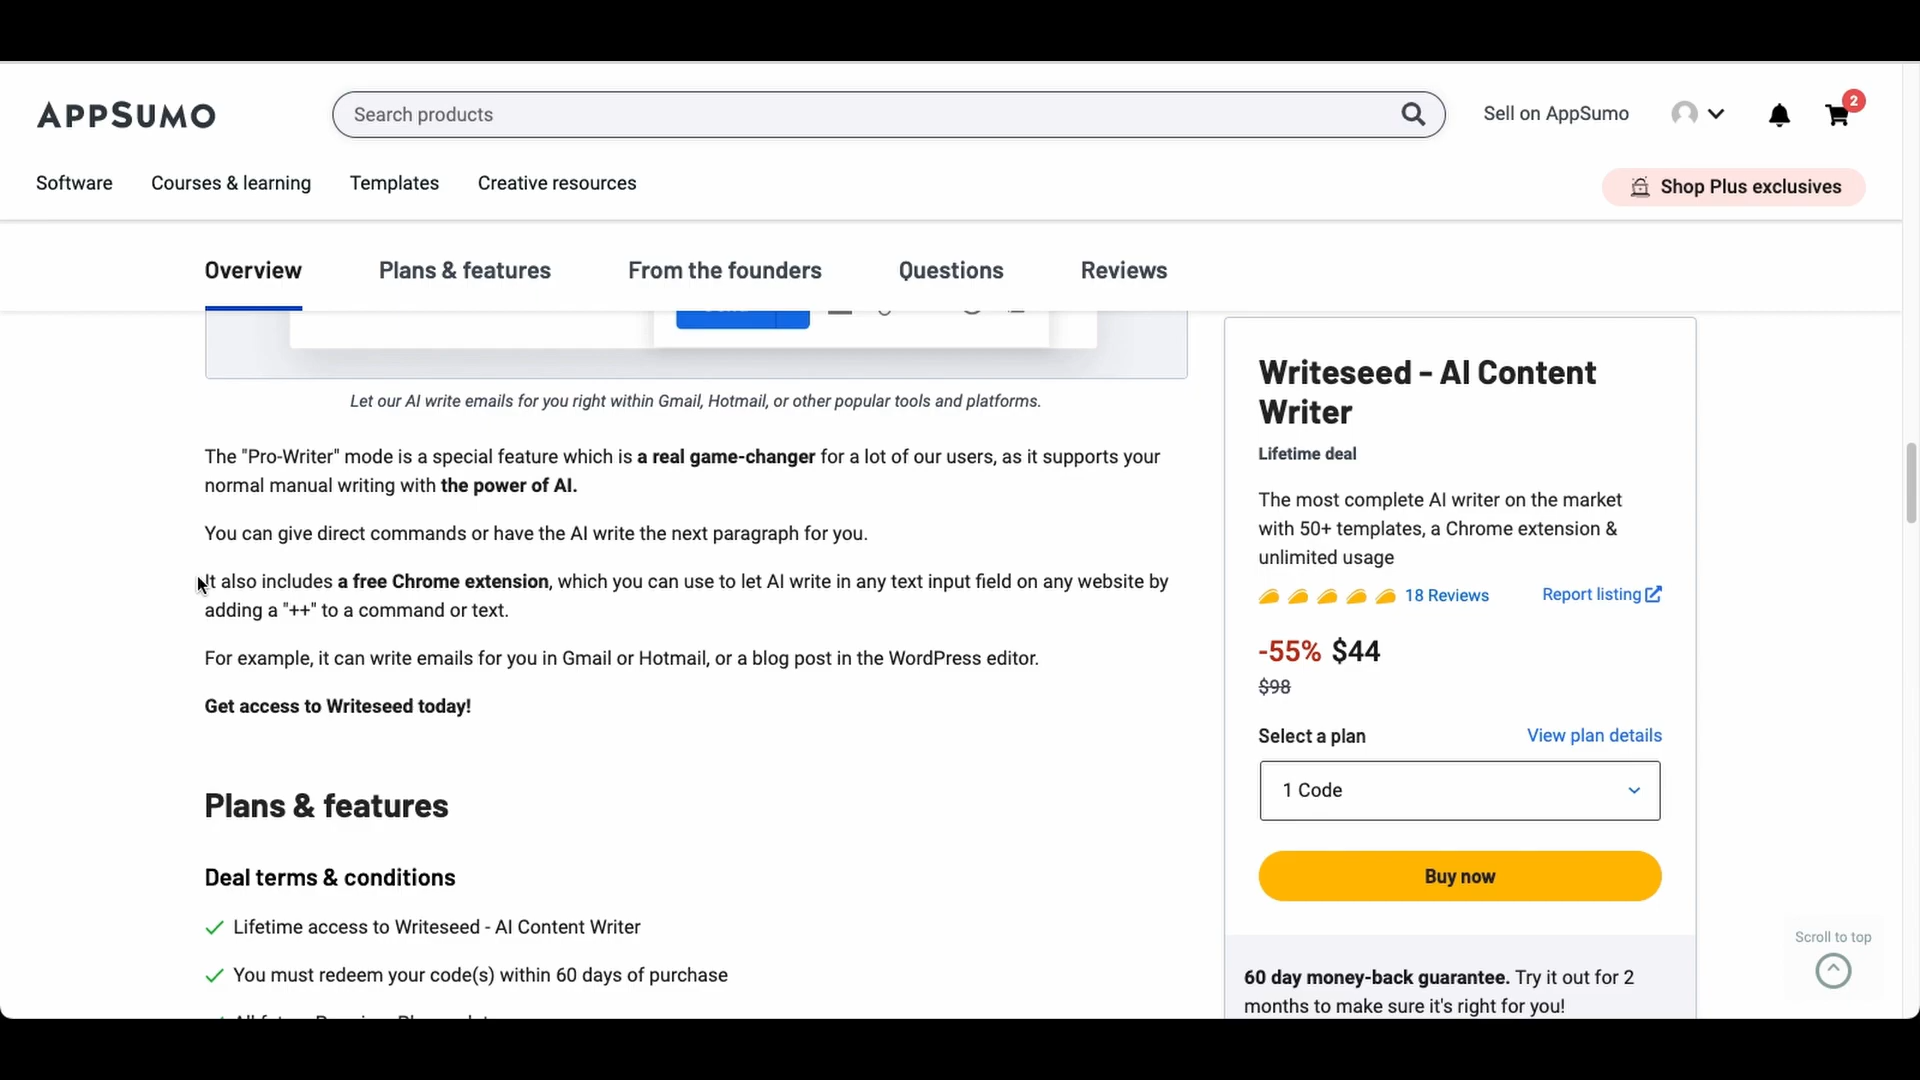 APPSUMO
Search products
Sell on AppSumo
2
Software Courses & learning Templates Creative resources
Shop Plus exclusives
Overview Plans & features From the founders Questions Reviews
Let our AI write emails for you right within Gmail, Hotmail, or other popular tools and platforms.
The "Pro-Writer" mode is a special feature which is a real game-changer for a lot of our users, as it supports your
normal manual writing with the power of AI.
You can give direct commands or have the AI write the next paragraph for you.
It also includes a free Chrome extension, which you can use to let AI write in any text input field on any website by
adding a "++" to a command or text.
For example, it can write emails for you in Gmail or Hotmail, or a blog post in the WordPress editor.
Get access to Writeseed today!
Plans & features
Deal terms & conditions
Lifetime access to Writeseed - AI Content Writer
You must redeem your code(s) within 60 days of purchase
Writeseed - AI Content
Writer
Lifetime deal
The most complete AI writer on the market
with 50+ templates, a Chrome extension &
unlimited usage
18 Reviews Report listing
-55% $44
$98
Select a plan View plan details
1 Code
Buy now
60 day money-back guarantee. Try it out for 2
months to make sure it's right for you!
Scroll to top